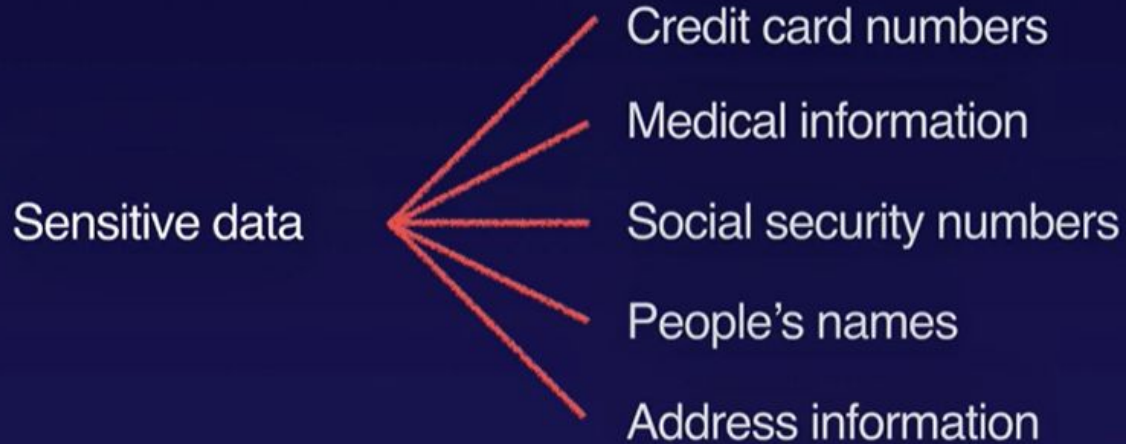 Credit card numbers
Medical information
Sensitive data
Social security numbers
People’s names
Address information